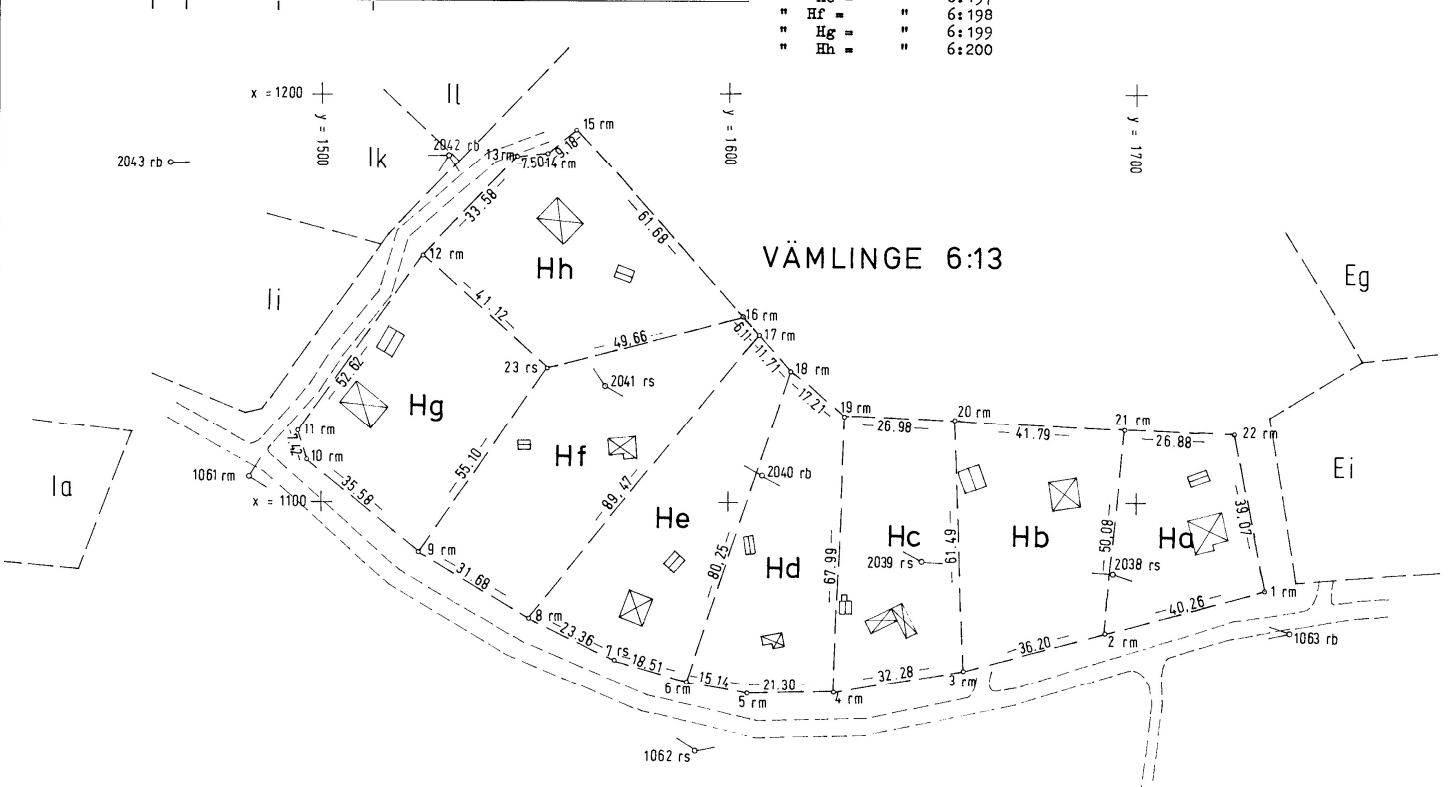 " Hf = " 6:198
" Hg = " 6:199
" Hh = " 6:200
x = 1200
y = 1500
y = 1600
y = 1700
Il
Ik
2042 rb
2043 rb
13 rm
7.50
14 rm
9.18
15 rm
33.58
61.68
12 rm
Hh
VÄMLINGE 6:13
Eg
Ii
41.12
16 rm
6.11
17 rm
49.66
11.71
18 rm
23 rs
2041 rs
17.21
52.62
Hg
19 rm
26.98
20 rm
41.79
21 rm
26.88
22 rm
11 rm
7.42
10 rm
Hf
55.10
89.47
2040 rb
Ei
Ia
1061 rm
x = 1100
35.58
He
80.25
Hd
67.99
Hc
2039 rs
61.49
Hb
50.08
Ha
39.07
2038 rs
9 rm
31.68
8 rm
23.36
7 rs
18.51
6 rm
15.14
5 rm
21.30
4 rm
32.28
3 rm
36.20
2 rm
40.26
1 rm
1063 rb
1062 rs